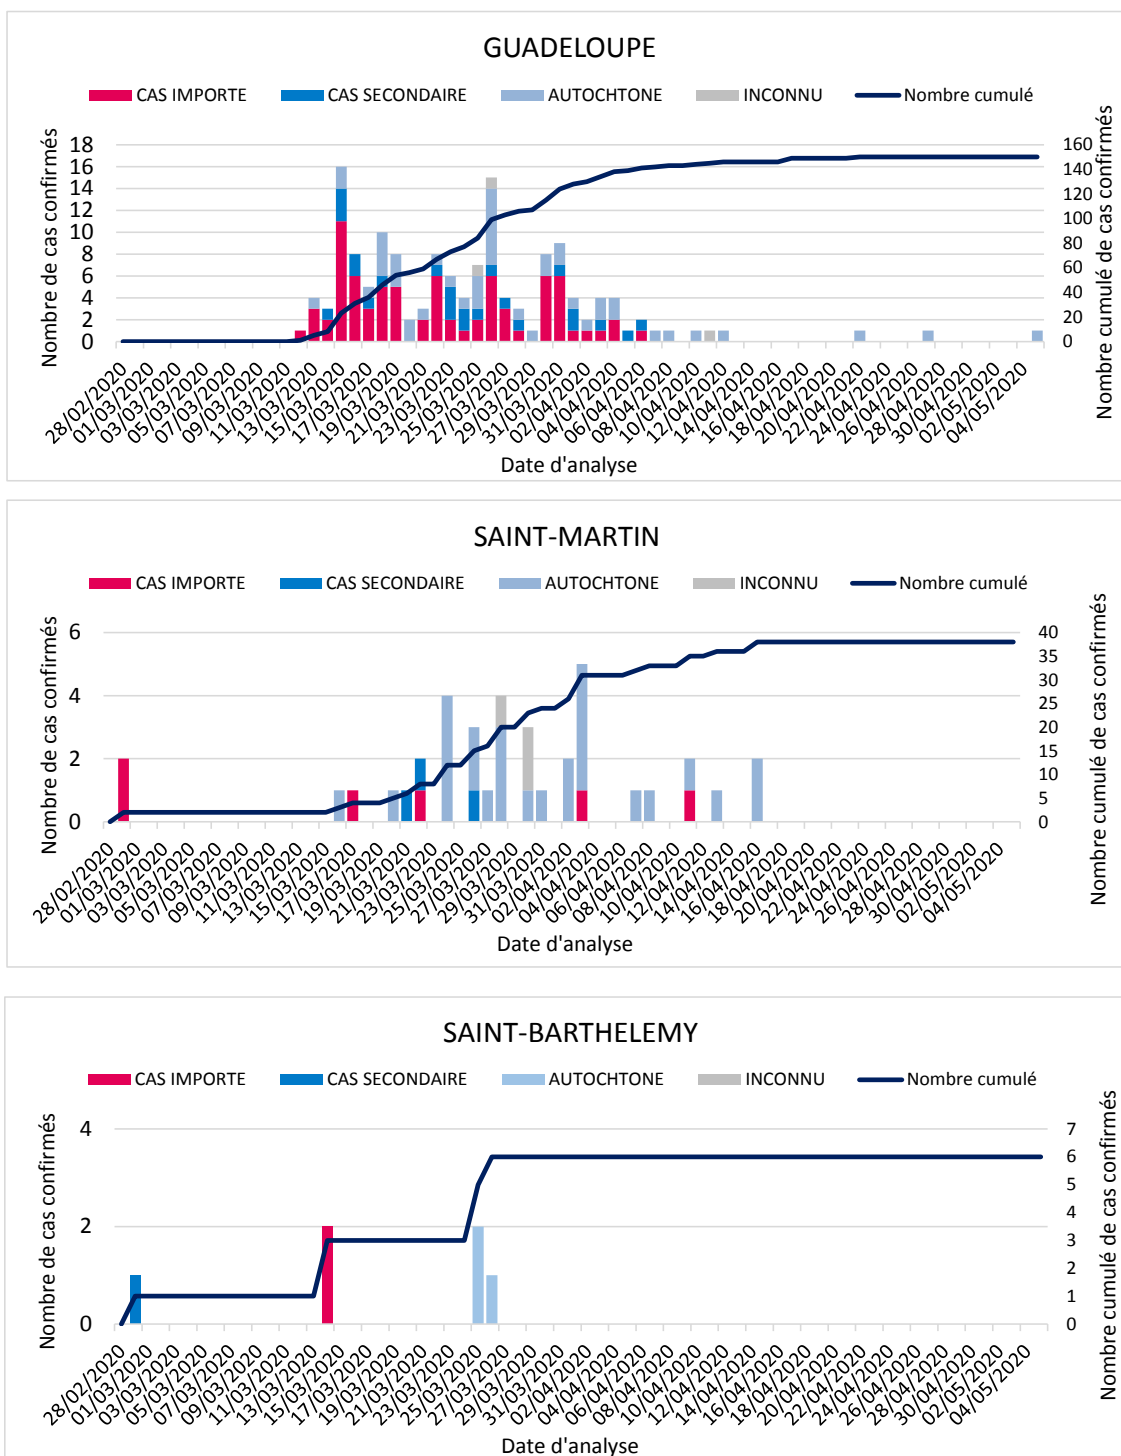 GUADELOUPE
CAS IMPORTE CAS SECONDAIRE AUTOCHTONE INCONNU Nombre cumulé
Nombre de cas confirmés
18
16
14
12
10
8
6
4
2
0
160
140
120
100
80
60
40
20
0
Nombre cumulé de cas confirmés
28/02/2020 01/03/2020 03/03/2020 05/03/2020 07/03/2020 09/03/2020 11/03/2020 13/03/2020 15/03/2020 17/03/2020 19/03/2020 21/03/2020 23/03/2020 25/03/2020 27/03/2020 29/03/2020 31/03/2020 02/04/2020 04/04/2020 06/04/2020 08/04/2020 10/04/2020 12/04/2020 14/04/2020 16/04/2020 18/04/2020 20/04/2020 22/04/2020 24/04/2020 26/04/2020 28/04/2020 30/04/2020 02/05/2020 04/05/2020
Date d'analyse
SAINT-MARTIN
CAS IMPORTE CAS SECONDAIRE AUTOCHTONE INCONNU Nombre cumulé
Nombre de cas confirmés
6
4
2
0
40
35
30
25
20
15
10
5
0
Nombre cumulé de cas confirmés
28/02/2020 01/03/2020 03/03/2020 05/03/2020 07/03/2020 09/03/2020 11/03/2020 13/03/2020 15/03/2020 17/03/2020 19/03/2020 21/03/2020 23/03/2020 25/03/2020 27/03/2020 29/03/2020 31/03/2020 02/04/2020 04/04/2020 06/04/2020 08/04/2020 10/04/2020 12/04/2020 14/04/2020 16/04/2020 18/04/2020 20/04/2020 22/04/2020 24/04/2020 26/04/2020 28/04/2020 30/04/2020 02/05/2020 04/05/2020
Date d'analyse
SAINT-BARTHELEMY
CAS IMPORTE CAS SECONDAIRE AUTOCHTONE INCONNU Nombre cumulé
Nombre de cas confirmés
4
2
0
7
6
5
4
3
2
1
0
Nombre cumulé de cas confirmés
28/02/2020 01/03/2020 03/03/2020 05/03/2020 07/03/2020 09/03/2020 11/03/2020 13/03/2020 15/03/2020 17/03/2020 19/03/2020 21/03/2020 23/03/2020 25/03/2020 27/03/2020 29/03/2020 31/03/2020 02/04/2020 04/04/2020 06/04/2020 08/04/2020 10/04/2020 12/04/2020 14/04/2020 16/04/2020 18/04/2020 20/04/2020 22/04/2020 24/04/2020 26/04/2020 28/04/2020 30/04/2020 02/05/2020 04/05/2020
Date d'analyse